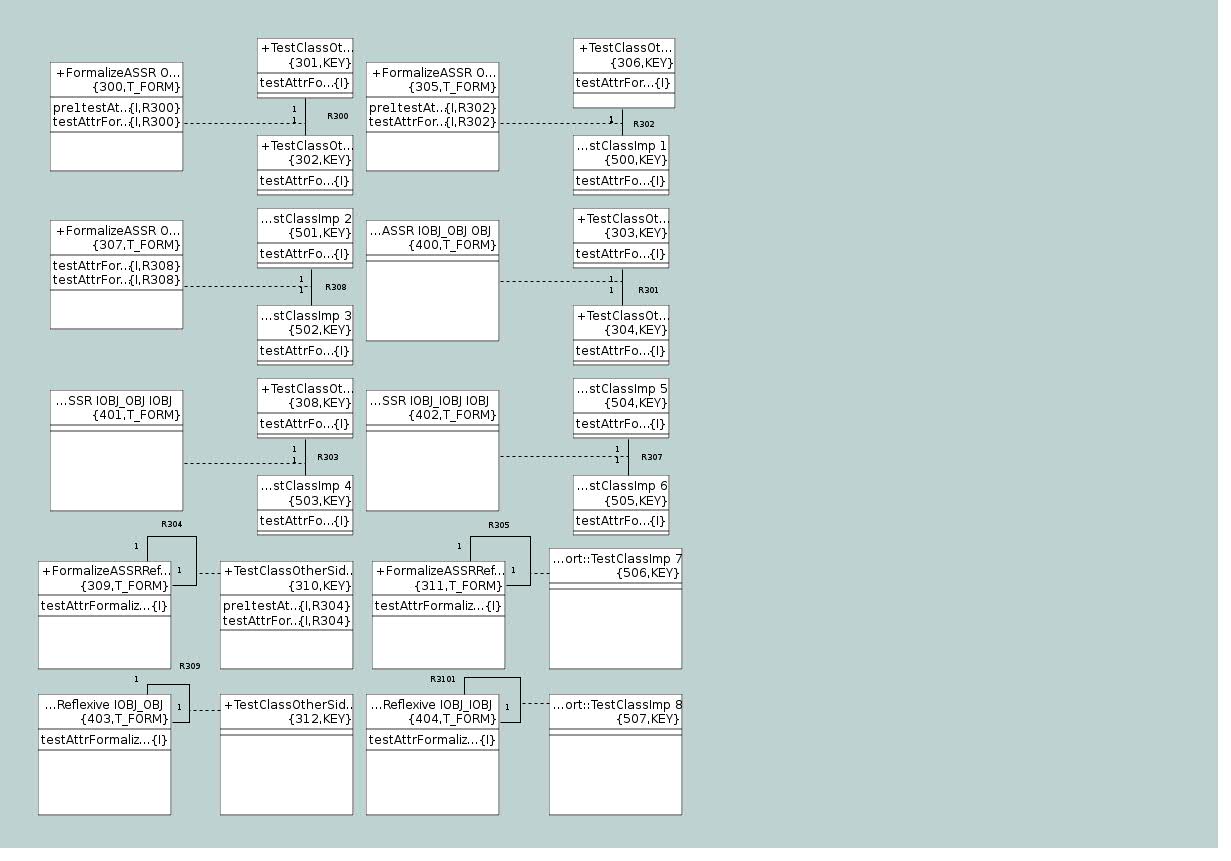 +FormalizeASSR O...
{300,T_FORM}
pre1testAt...{I,R300}
testAttrFor...{I,R300}
+TestClassOt...
{301,KEY}
testAttrFo...{I}
1
1
R300
+TestClassOt...
{302,KEY}
testAttrFo...{I}
+FormalizeASSR O...
{305,T_FORM}
pre1testAt...{I,R302}
testAttrFor...{I,R302}
+TestClassOt...
{306,KEY}
testAttrFor...{I}
1
R302
...stClassImp 1
{500,KEY}
testAttrFo...{I}
+FormalizeASSR O...
{307,T_FORM}
testAttrFor...{I,R308}
testAttrFor...{I,R308}
...stClassImp 2
{501,KEY}
testAttrFo...{I}
1
1
R308
...stClassImp 3
{502,KEY}
testAttrFo...{I}
...ASSR IOBJ_OBJ OBJ
{400,T_FORM}
+TestClassOt...
{303,KEY}
testAttrFo...{I}
1
1
R301
+TestClassOt...
{304,KEY}
testAttrFo...{I}
...SSR IOBJ_OBJ IOBJ
{401,T_FORM}
+TestClassOt...
{308,KEY}
testAttrFo...{I}
1
1
R303
...stClassImp 4
{503,KEY}
testAttrFo...{I}
...SSR IOBJ_IOBJ IOBJ
{402,T_FORM}
...stClassImp 5
{504,KEY}
testAttrFo...{I}
1
1
R307
...stClassImp 6
{505,KEY}
testAttrFo...{I}
R304
1
1
+FormalizeASSRRef...
{309,T_FORM}
testAttrFormaliz...{I}
+TestClassOtherSid...
{310,KEY}
pre1testAt...{I,R304}
testAttrFor...{I,R304}
R305
1
1
+FormalizeASSRRef...
{311,T_FORM}
testAttrFormaliz...{I}
...ort::TestClassImp 7
{506,KEY}
R309
1
1
...Reflexive IOBJ_OBJ
{403,T_FORM}
testAttrFormaliz...{I}
+TestClassOtherSid...
{312,KEY}
R3101
1
...Reflexive IOBJ_IOBJ
{404,T_FORM}
testAttrFormaliz...{I}
...ort::TestClassImp 8
{507,KEY}